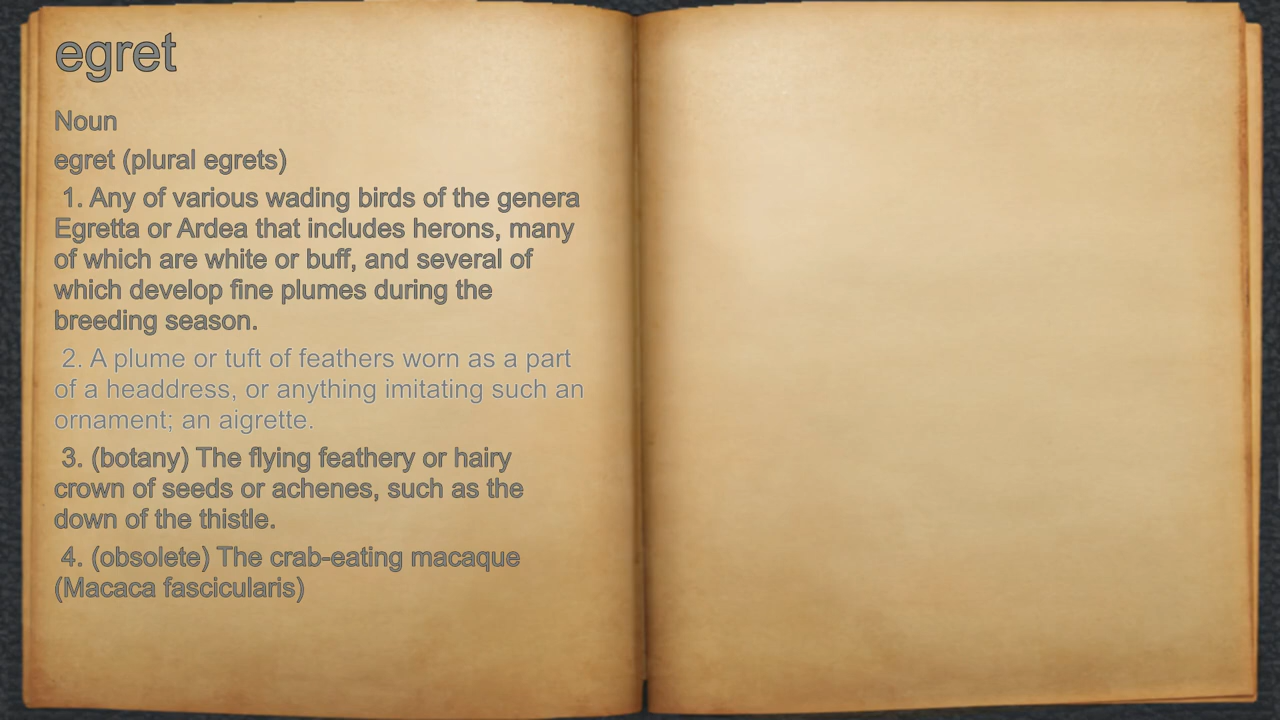 egret
Noun
egret (plural egrets)
1. Any of various wading birds of the genera
Egretta or Ardea that includes herons, many
of which are white or buff, and several of
which develop fine plumes during the
breeding season.
2. A plume or tuft of feathers worn as a part
of a headdress, or anything imitating such an
ornament; an aigrette.
3. (botany) The flying feathery or hairy
crown of seeds or achenes, such as the
down of the thistle.
4. (obsolete) The crab-eating macaque
(Macaca fascicularis)